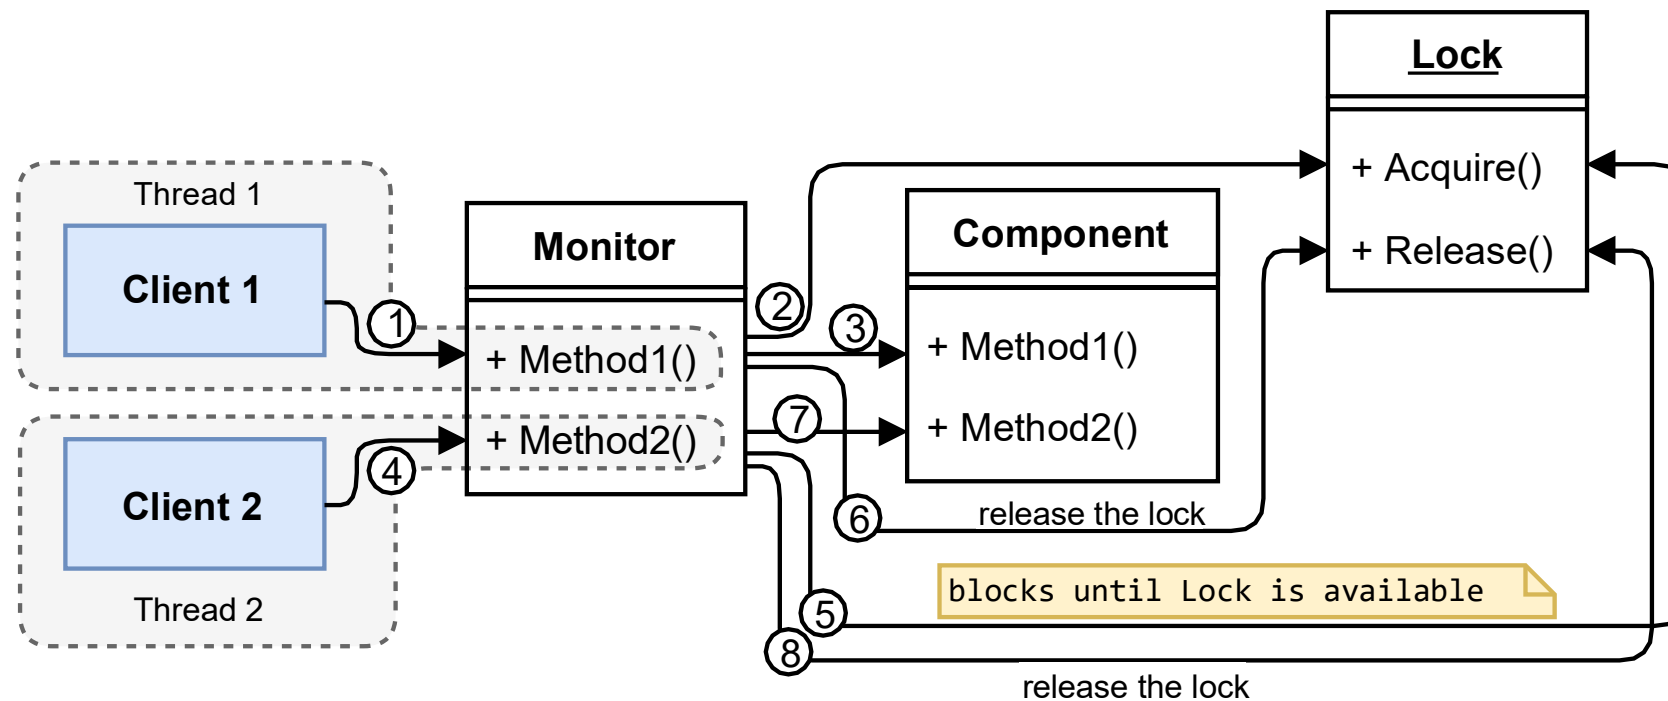 Lock
+ Acquire()
+ Release()
Thread 1
Client 1
1
Monitor
+ Method1()
+ Method2()
2
3
Component
+ Method1()
+ Method2()
7
4
Client 2
Thread 2
6
release the lock
blocks until Lock is available
5
8
release the lock